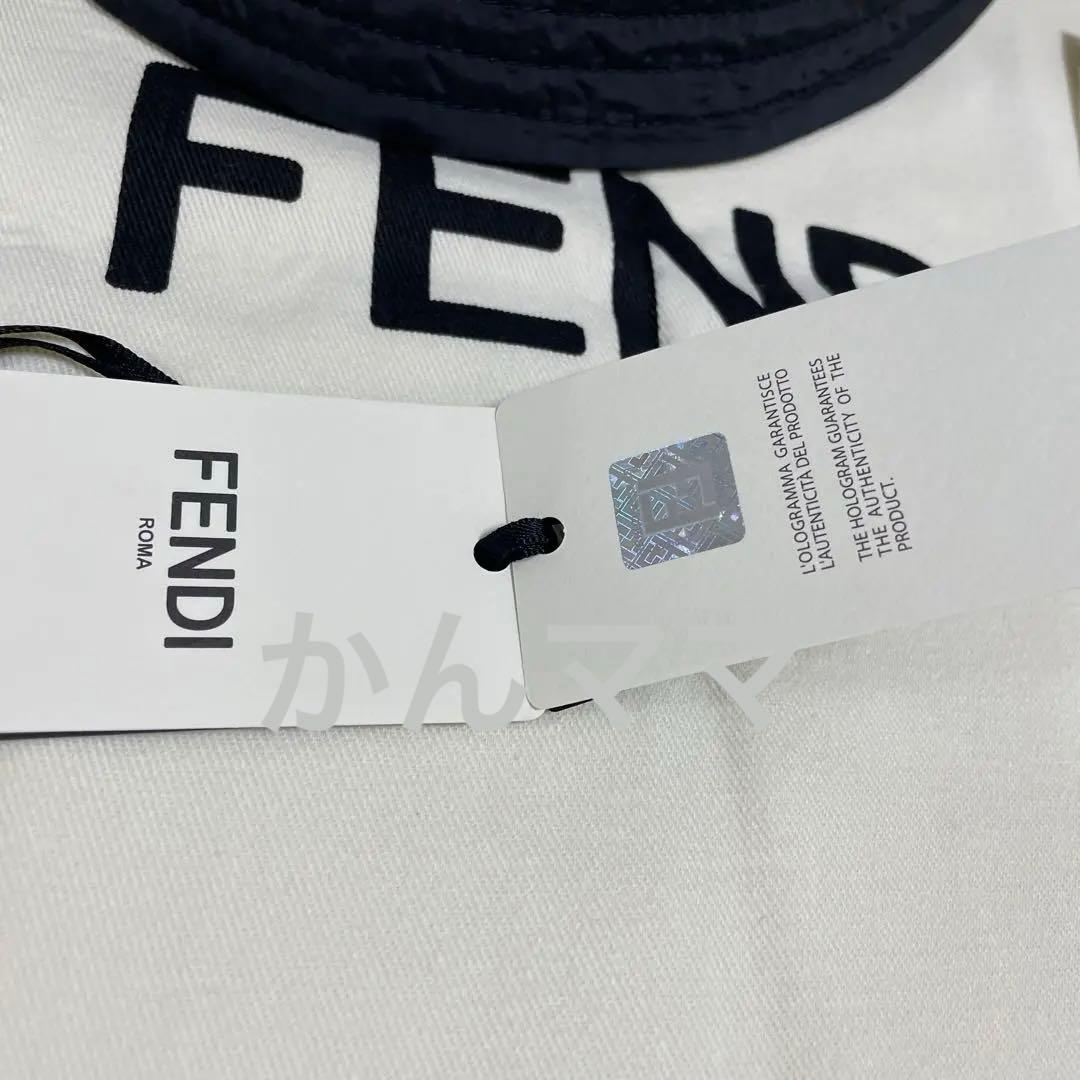 FEND
FENDI
ROMA
L'OLOGRAMMA GARANTISCE
L'AUTENTICITÀ DEL PRODOTTO
THE HOLOGRAM GUARANTEES
THE AUTHENTICITY OF THE
PRODUCT.
かんママ